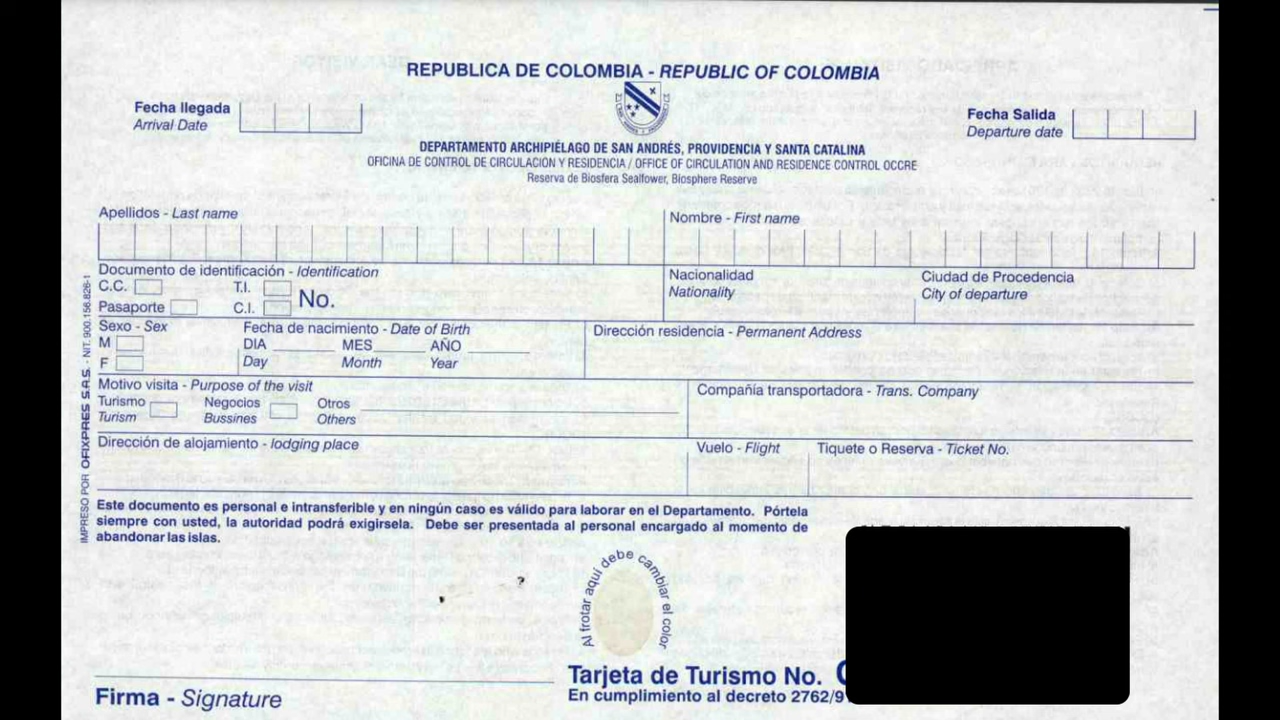 REPUBLICA DE COLOMBIA - REPUBLIC OF COLOMBIA
Fecha llegada
Arrival Date
Fecha Salida
Departure date
DEPARTAMENTO ARCHIPIÉLAGO DE SAN ANDRÉS, PROVIDENCIA Y SANTA CATALINA
OFICINA DE CONTROL DE CIRCULACIÓN Y RESIDENCIA / OFFICE OF CIRCULATION AND RESIDENCE CONTROL OCCRE
Reserva de Biosfera Sealfower, Biosphere Reserve
Apellidos - Last name
Nombre - First name
Documento de identificación - Identification
C.C.
T.I.
Pasaporte
C.I.
No.
Nacionalidad
Nationality
Ciudad de Procedencia
City of departure
Sexo - Sex
M
F
Fecha de nacimiento - Date of Birth
DIA MES AÑO
Day Month Year
Dirección residencia - Permanent Address
Motivo visita - Purpose of the visit
Turismo Negocios Otros
Turism Bussines Others
Compañía transportadora - Trans. Company
Dirección de alojamiento - lodging place
Vuelo - Flight
Tiquete o Reserva - Ticket No.
Este documento es personal e intransferible y en ningún caso es válido para laborar en el Departamento. Pórtela
siempre con usted, la autoridad podrá exigirsela. Debe ser presentada al personal encargado al momento de
abandonar las islas.
IMPRESO POR OFIXPRES S.A.S. - NIT. 900.156.826-1
Al frotar aquí debe cambiar el color
Tarjeta de Turismo No.
En cumplimiento al decreto 2762/9
Firma - Signature